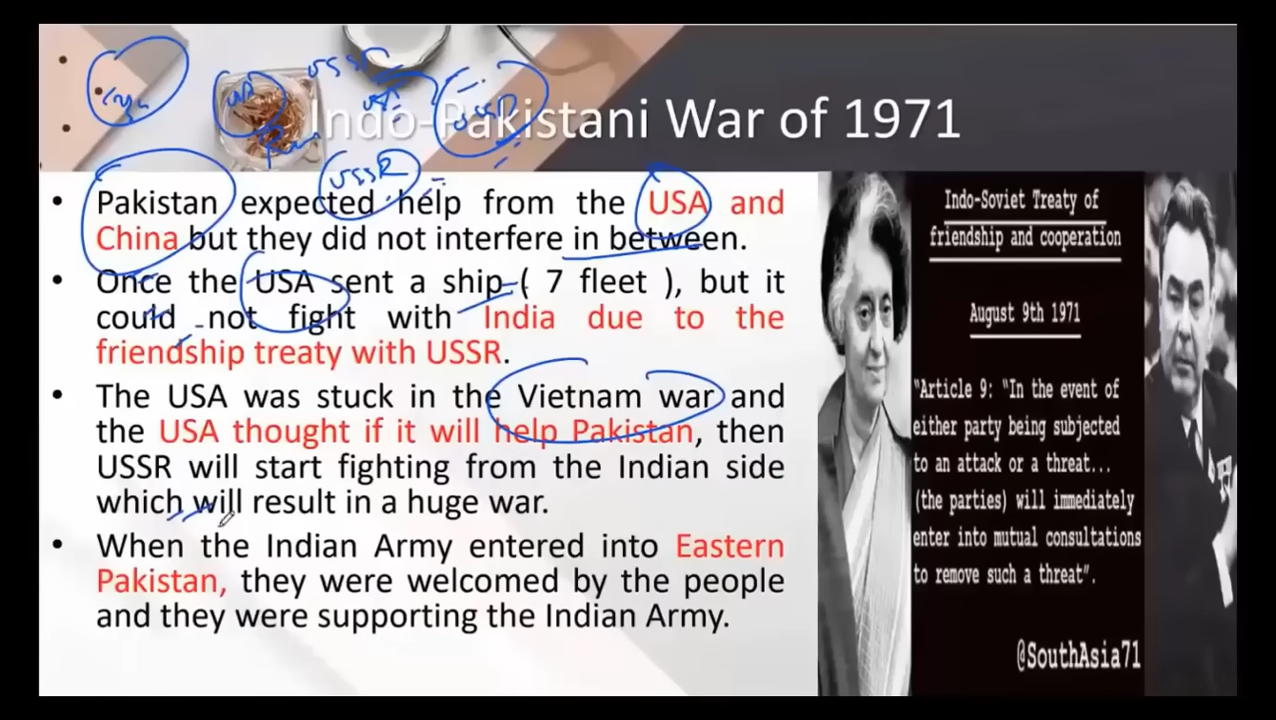 Indo-Pakistani War of 1971
USSR
USSR
USSR
• Pakistan expected help from the USA and
China but they did not interfere in between.
• Once the USA sent a ship ( 7 fleet ), but it
could not fight with India due to the
friendship treaty with USSR.
• The USA was stuck in the Vietnam war and
the USA thought if it will help Pakistan, then
USSR will start fighting from the Indian side
which will result in a huge war.
• When the Indian Army entered into Eastern
Pakistan, they were welcomed by the people
and they were supporting the Indian Army.
Indo-Soviet Treaty of
friendship and cooperation
August 9th 1971
"Article 9: "In the event of
either party being subjected
to an attack or a threat...
(the parties) will immediately
enter into mutual consultations
to remove such a threat".
@SouthAsia71